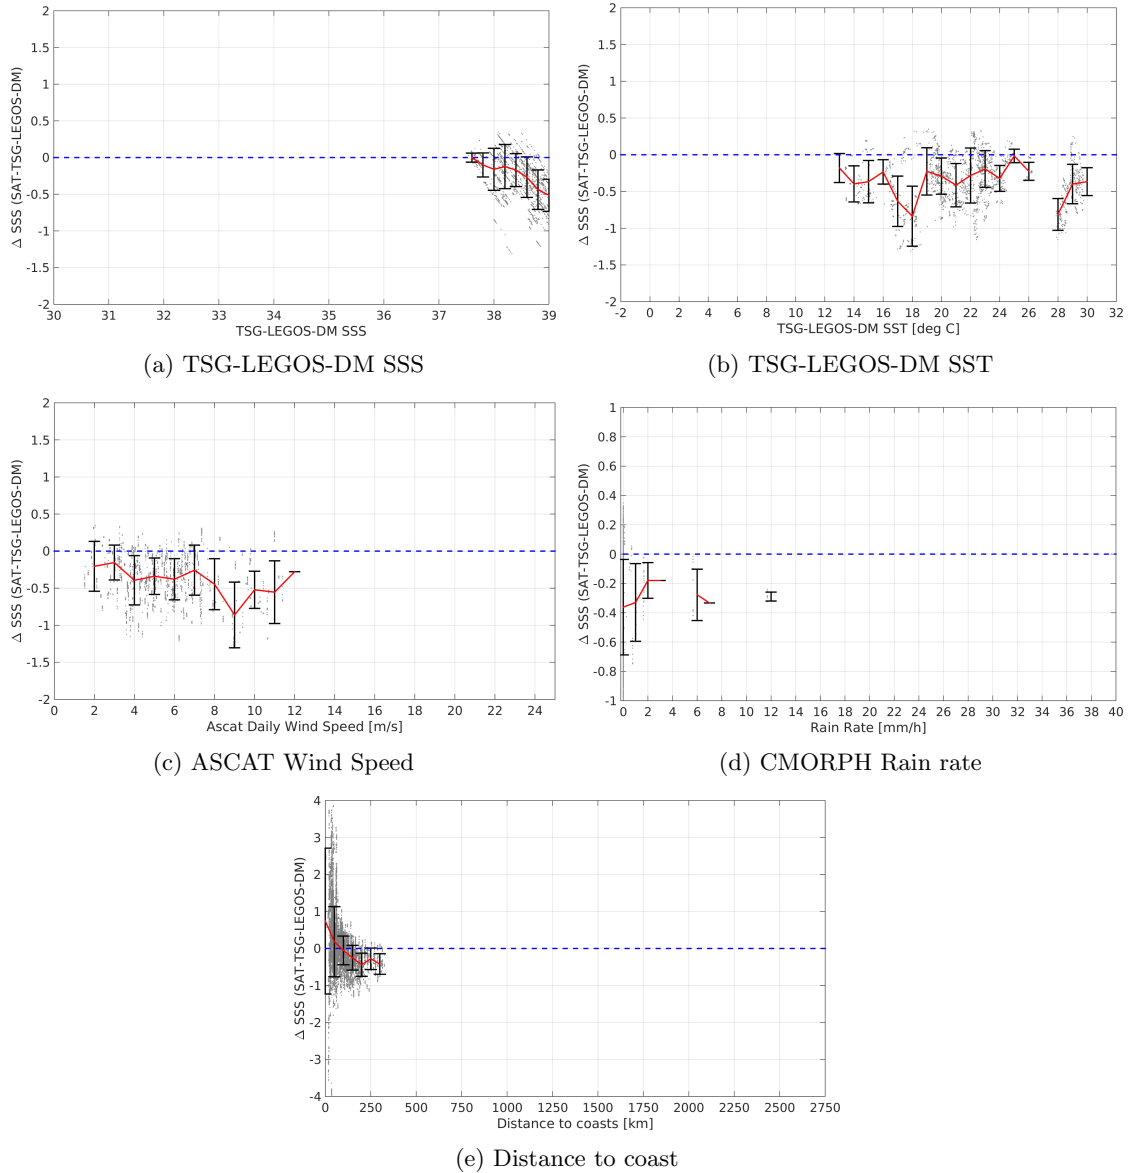 2
1.5
1
0.5
0
-0.5
-1
-1.5
-2
Δ SSS (SAT-TSG-LEGOS-DM)
30 31 32 33 34 35 36 37 38 39
TSG-LEGOS-DM SSS
(a) TSG-LEGOS-DM SSS
2
1.5
1
0.5
0
-0.5
-1
-1.5
-2
Δ SSS (SAT-TSG-LEGOS-DM)
-2 0 2 4 6 8 10 12 14 16 18 20 22 24 26 28 30 32
TSG-LEGOS-DM SST [deg C]
(b) TSG-LEGOS-DM SST
2
1.5
1
0.5
0
-0.5
-1
-1.5
-2
Δ SSS (SAT-TSG-LEGOS-DM)
0 2 4 6 8 10 12 14 16 18 20 22 24
Ascat Daily Wind Speed [m/s]
(c) ASCAT Wind Speed
1
0.8
0.6
0.4
0.2
0
-0.2
-0.4
-0.6
-0.8
-1
Δ SSS (SAT-TSG-LEGOS-DM)
0 2 4 6 8 10 12 14 16 18 20 22 24 26 28 30 32 34 36 38 40
Rain Rate [mm/h]
(d) CMORPH Rain rate
4
3
2
1
0
-1
-2
-3
-4
Δ SSS (SAT-TSG-LEGOS-DM)
0 250 500 750 1000 1250 1500 1750 2000 2250 2500 2750
Distance to coasts [km]
(e) Distance to coast